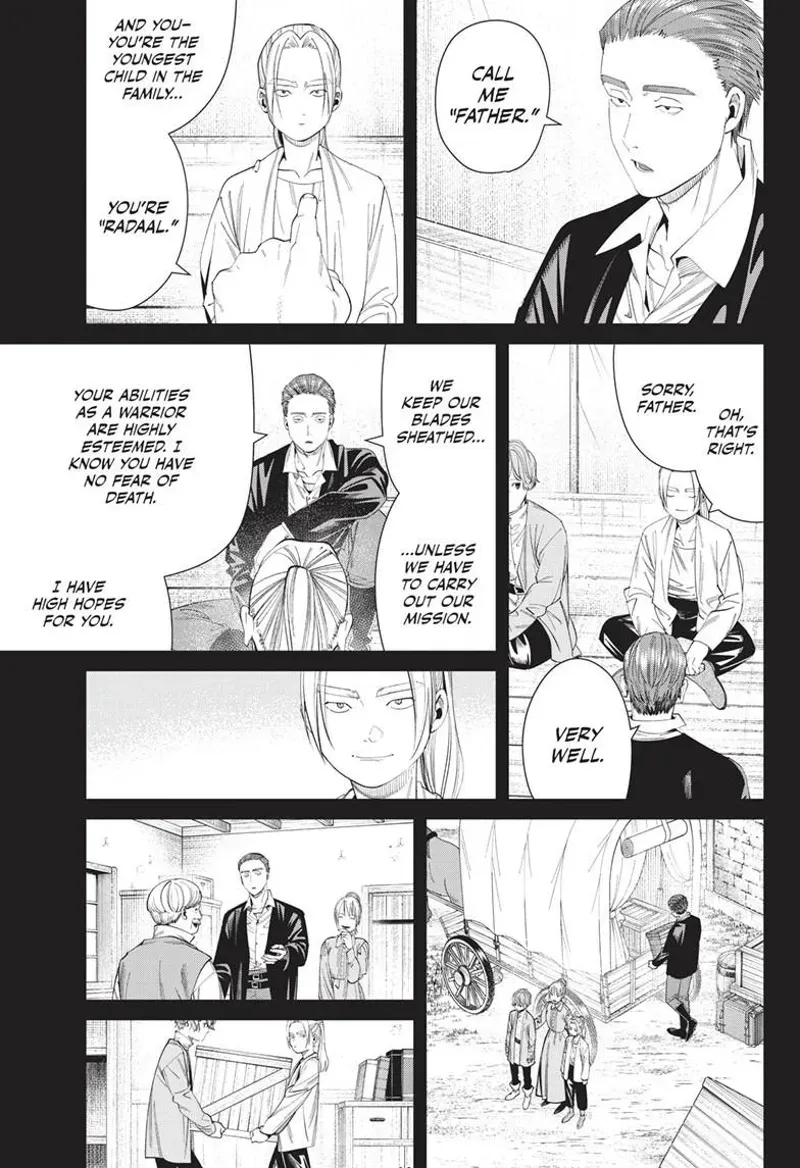 CALL
ME
"FATHER."
AND YOU-
YOU'RE THE
YOUNGEST
CHILD IN THE
FAMILY...
YOU'RE
"RADAAL."
OH,
THAT'S
RIGHT.
SORRY,
FATHER.
VERY
WELL.
WE
KEEP OUR
BLADES
SHEATHED...
...UNLESS
WE HAVE
TO CARRY
OUT OUR
MISSION.
YOUR ABILITIES
AS A WARRIOR
ARE HIGHLY
ESTEEMED. I
KNOW YOU HAVE
NO FEAR OF
DEATH.
I HAVE
HIGH HOPES
FOR YOU.